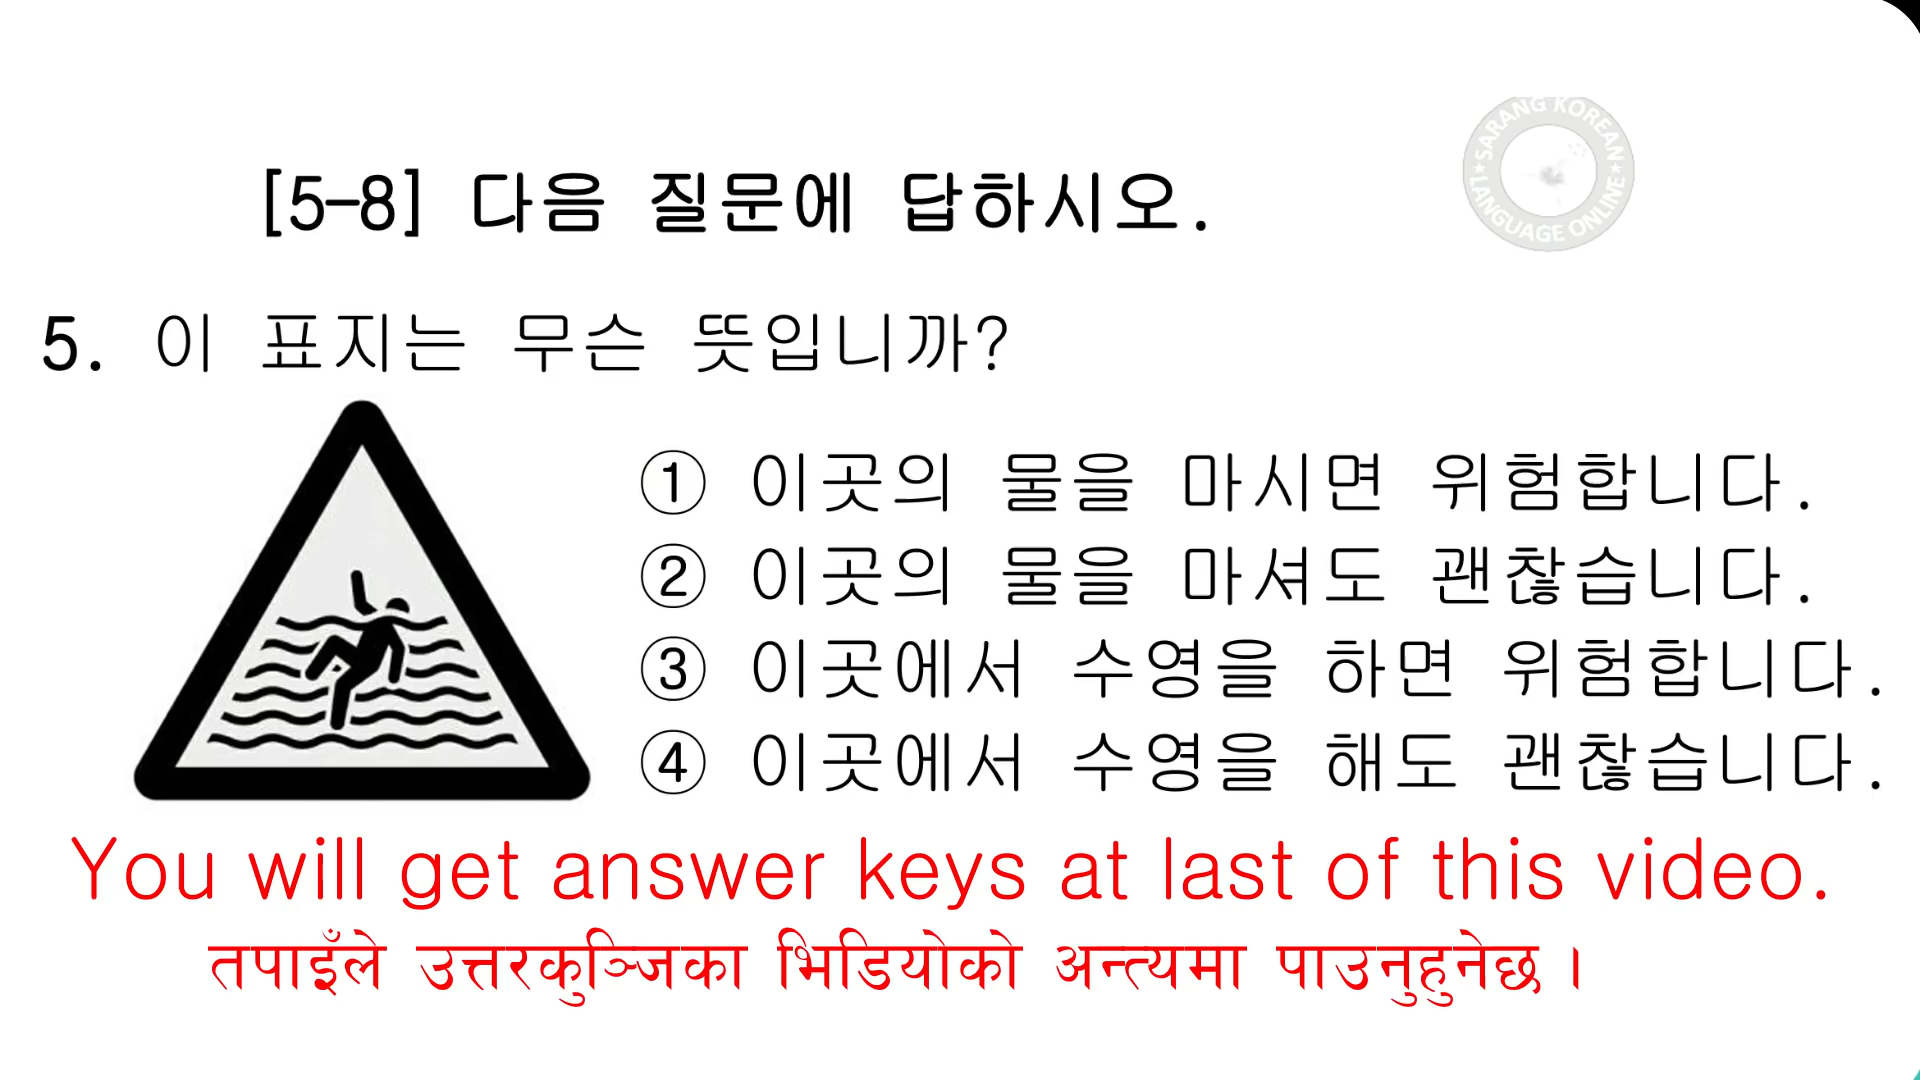 SARANG KOREAN
LANGUAGE ONLINE
[5-8] 다음 질문에 답하시오.
5. 이 표지는 무슨 뜻입니까?
① 이곳의 물을 마시면 위험합니다.
② 이곳의 물을 마셔도 괜찮습니다.
③ 이곳에서 수영을 하면 위험합니다.
④ 이곳에서 수영을 해도 괜찮습니다.
You will get answer keys at last of this video.
तपाइँले उत्तरकुञ्जिका भिडियोको अन्त्यमा पाउनुहुनेछ ।